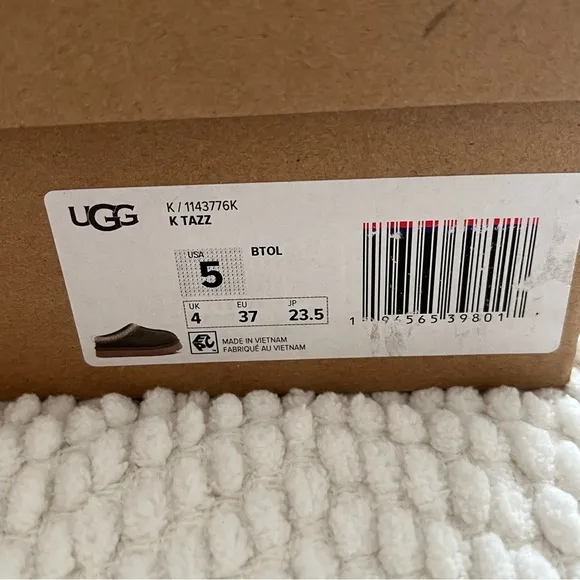 UGG
K / 1143776K
K TAZZ
USA
5
BTOL
UK EU JP
4 37 23.5
MADE IN VIETNAM
FABRIQUÉ AU VIETNAM